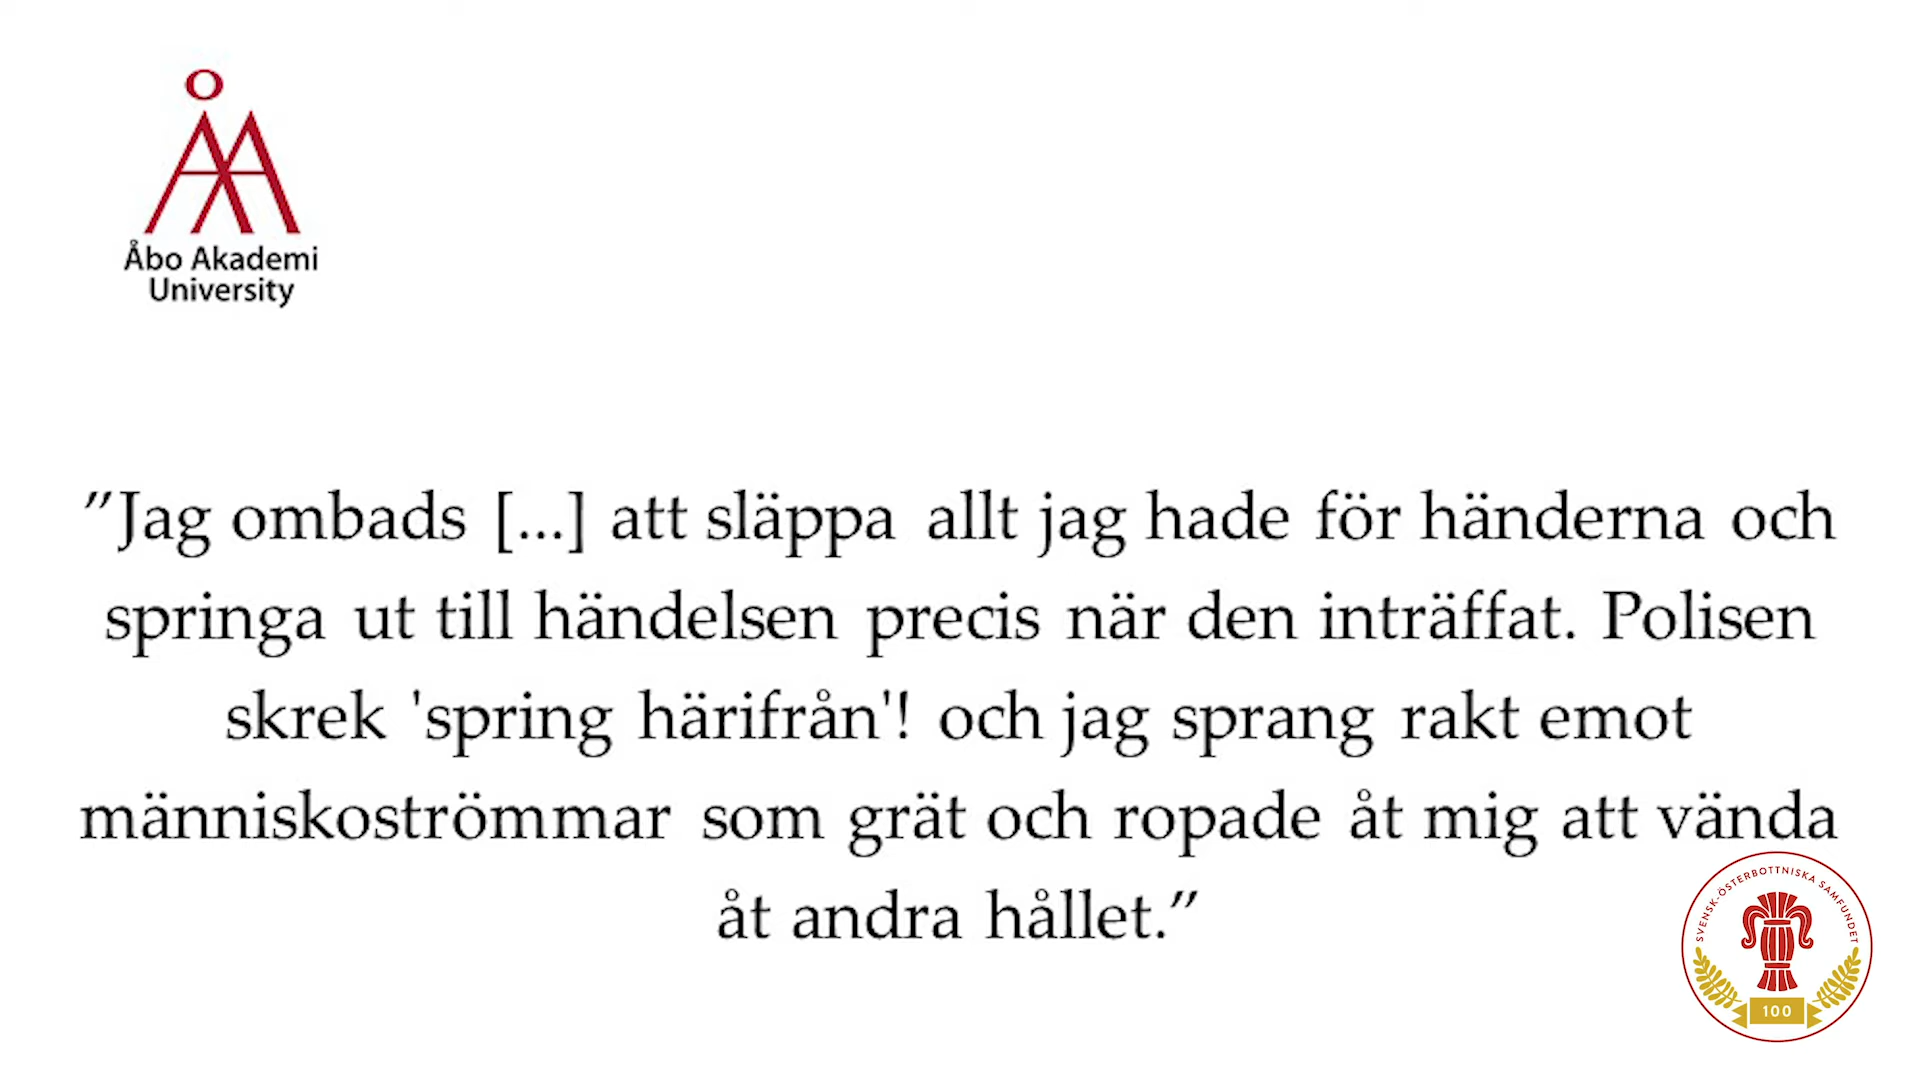 Åbo Akademi
University
”Jag ombads [...] att släppa allt jag hade för händerna och
springa ut till händelsen precis när den inträffat. Polisen
skrek 'spring härifrån'! och jag sprang rakt emot
människoströmmar som grät och ropade åt mig att vända
åt andra hållet.”
SVENSK-ÖSTERBOTTNISKA SAMFUNDET
100